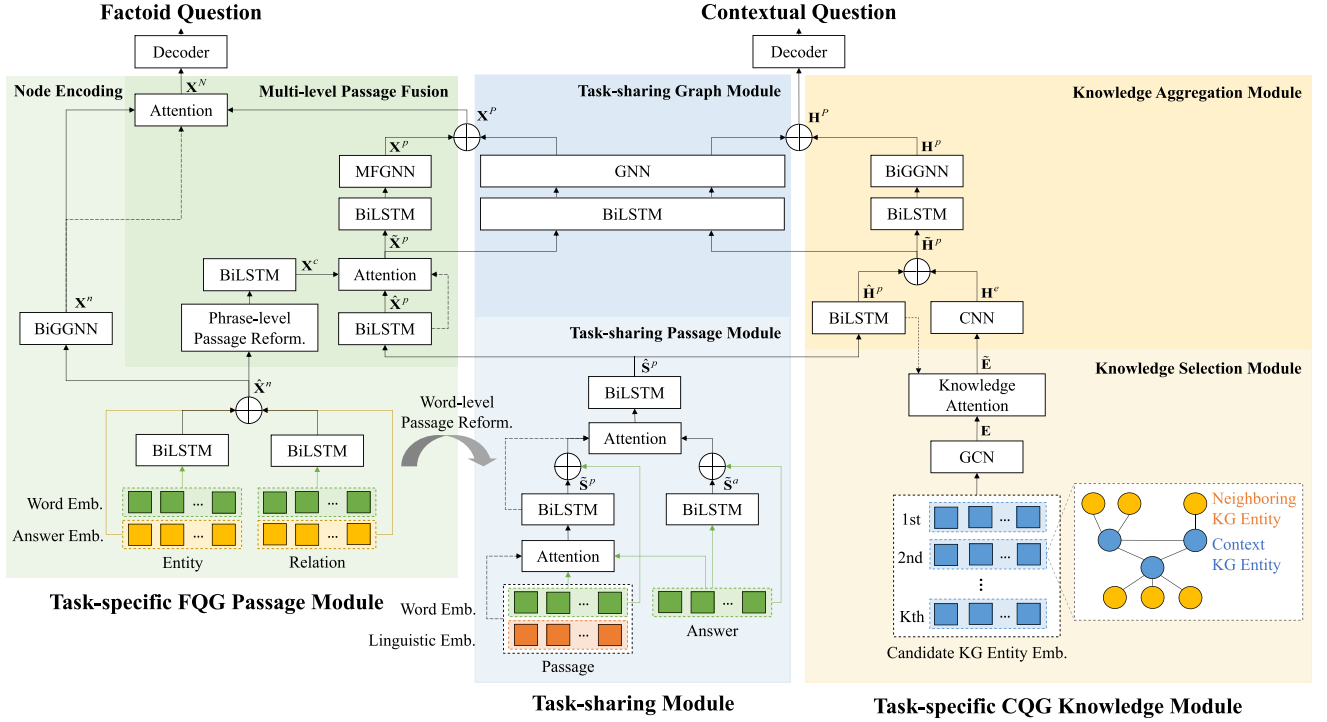 Factoid Question
Contextual Question
Decoder
Decoder
Node Encoding
X^N
Multi-level Passage Fusion
Task-sharing Graph Module
Knowledge Aggregation Module
Attention
X^P
H^P
X^p
H^p
MFGNN
GNN
BiGGNN
BiLSTM
BiLSTM
BiLSTM
X̃^p
H̃^p
BiLSTM
X^c
Attention
X^n
X̂^p
Ĥ^p
H^e
BiGGNN
Phrase-level
Passage Reform.
BiLSTM
Task-sharing Passage Module
BiLSTM
CNN
Ŝ^p
Ẽ
Knowledge Selection Module
X̂^n
Word-level
Passage Reform.
BiLSTM
Knowledge
Attention
BiLSTM
BiLSTM
Attention
E
GCN
S̃^p
S̃^a
Word Emb.
...
...
BiLSTM
BiLSTM
Answer Emb.
...
...
Entity
Relation
Attention
1st
...
Neighboring
KG Entity
2nd
...
Context
KG Entity
⋮
Kth
...
Task-specific FQG Passage Module
Word Emb.
...
...
Linguistic Emb.
...
Answer
Passage
Candidate KG Entity Emb.
Task-sharing Module
Task-specific CQG Knowledge Module